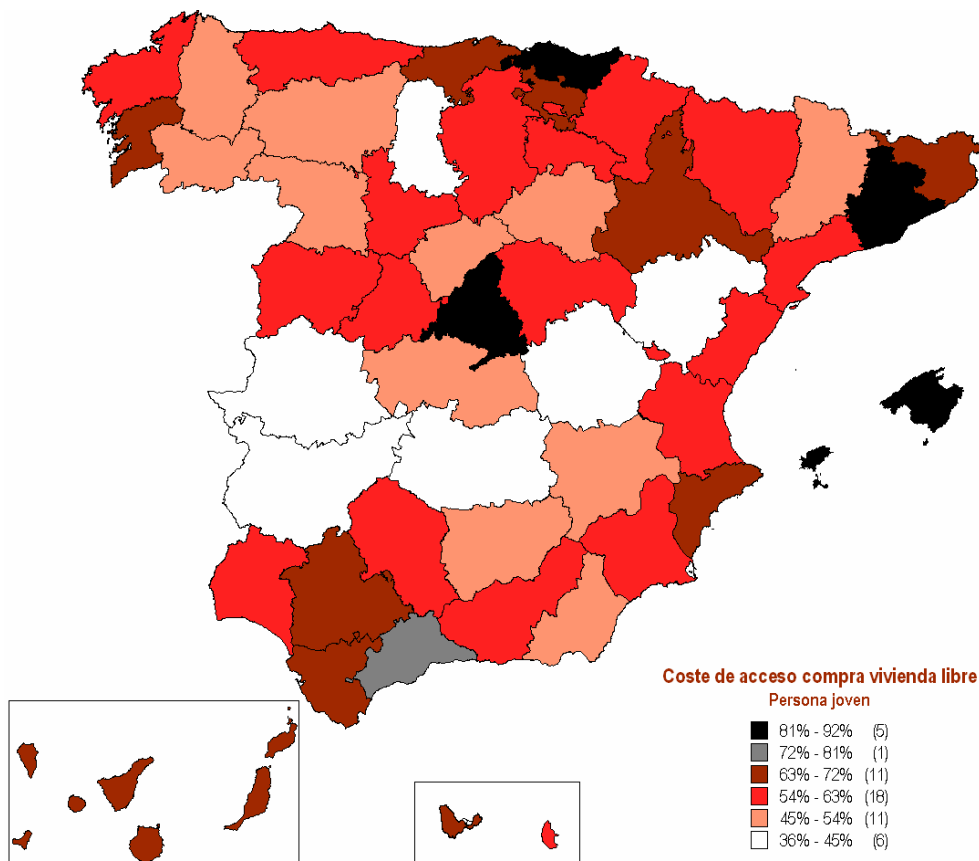 Coste de acceso compra vivienda libre
Persona joven
81% - 92% (5)
72% - 81% (1)
63% - 72% (11)
54% - 63% (18)
45% - 54% (11)
36% - 45% (6)